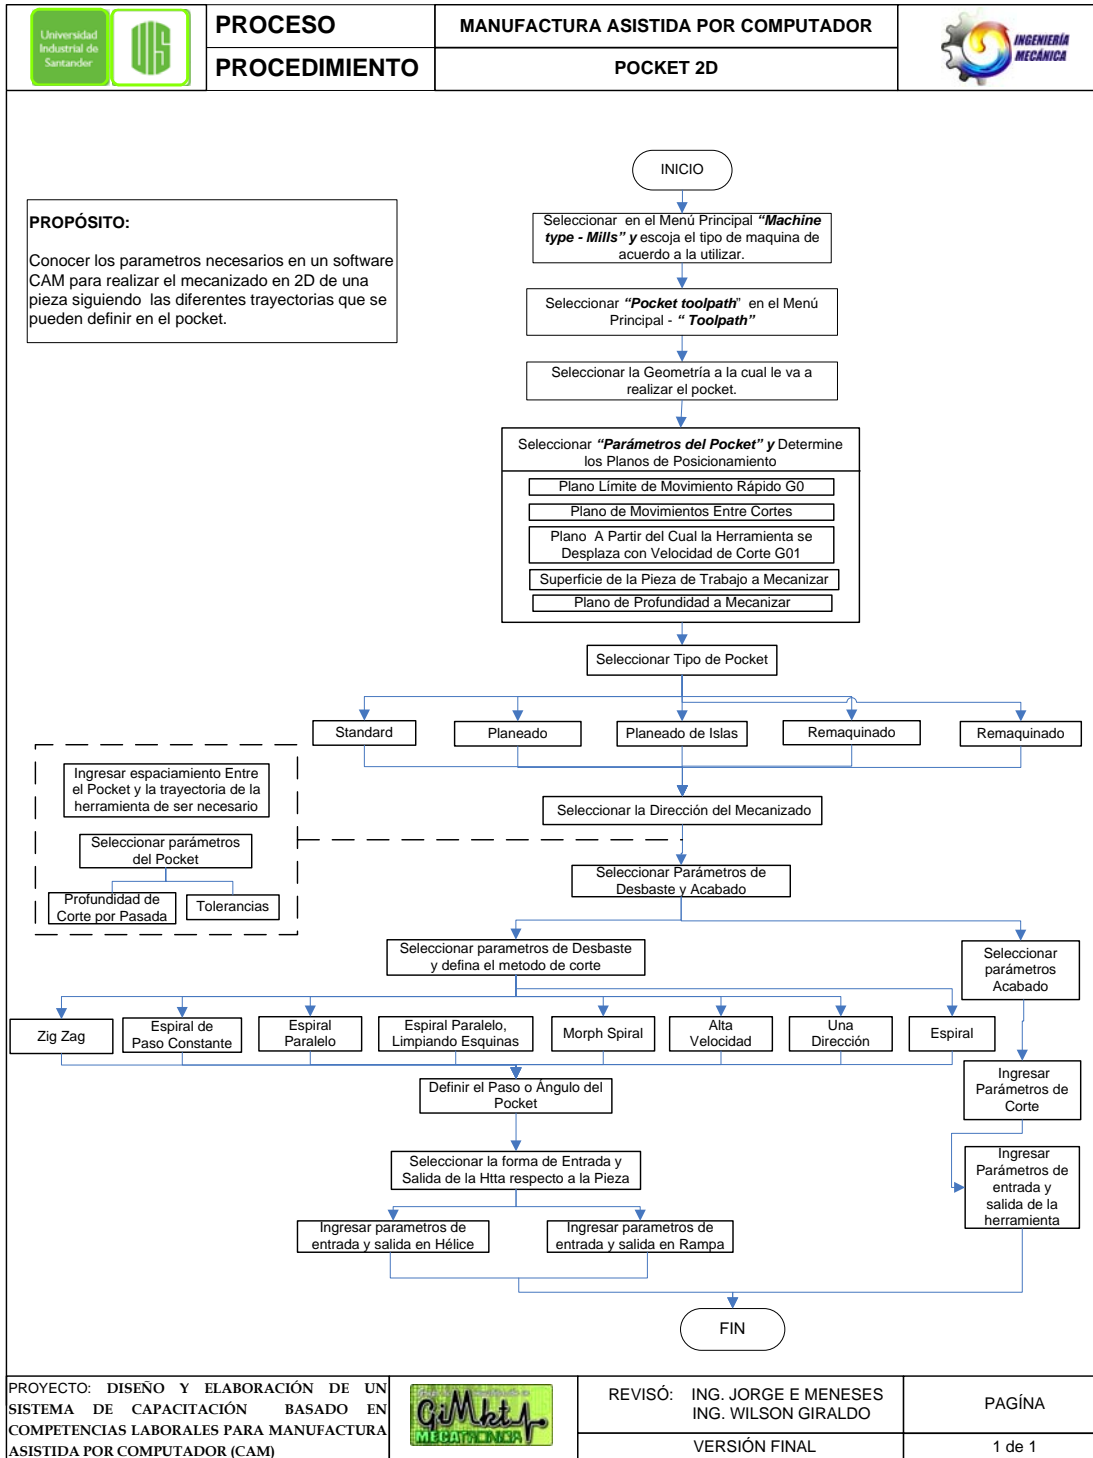 Universidad
Industrial de
Santander
UIS
PROCESO
MANUFACTURA ASISTIDA POR COMPUTADOR
PROCEDIMIENTO
POCKET 2D
INGENIERÍA
MECÁNICA
INICIO
PROPÓSITO:
Conocer los parametros necesarios en un software
CAM para realizar el mecanizado en 2D de una
pieza siguiendo las diferentes trayectorias que se
pueden definir en el pocket.
Seleccionar en el Menú Principal “Machine
type - Mills” y escoja el tipo de maquina de
acuerdo a la utilizar.
Seleccionar “Pocket toolpath” en el Menú
Principal - “ Toolpath”
Seleccionar la Geometría a la cual le va a
realizar el pocket.
Seleccionar “Parámetros del Pocket” y Determine
los Planos de Posicionamiento
Plano Límite de Movimiento Rápido G0
Plano de Movimientos Entre Cortes
Plano A Partir del Cual la Herramienta se
Desplaza con Velocidad de Corte G01
Superficie de la Pieza de Trabajo a Mecanizar
Plano de Profundidad a Mecanizar
Seleccionar Tipo de Pocket
Standard
Planeado
Planeado de Islas
Remaquinado
Remaquinado
Ingresar espaciamiento Entre
el Pocket y la trayectoria de la
herramienta de ser necesario
Seleccionar parámetros
del Pocket
Profundidad de
Corte por Pasada
Tolerancias
Seleccionar la Dirección del Mecanizado
Seleccionar Parámetros de
Desbaste y Acabado
Seleccionar parametros de Desbaste
y defina el metodo de corte
Seleccionar
parámetros
Acabado
Zig Zag
Espiral de
Paso Constante
Espiral
Paralelo
Espiral Paralelo,
Limpiando Esquinas
Morph Spiral
Alta
Velocidad
Una
Dirección
Espiral
Definir el Paso o Ángulo del
Pocket
Ingresar
Parámetros de
Corte
Seleccionar la forma de Entrada y
Salida de la Htta respecto a la Pieza
Ingresar
Parámetros de
entrada y
salida de la
herramienta
Ingresar parametros de
entrada y salida en Hélice
Ingresar parametros de
entrada y salida en Rampa
FIN
PROYECTO: DISEÑO Y ELABORACIÓN DE UN
SISTEMA DE CAPACITACIÓN BASADO EN
COMPETENCIAS LABORALES PARA MANUFACTURA
ASISTIDA POR COMPUTADOR (CAM)
MECATRONICA
REVISÓ: ING. JORGE E MENESES
ING. WILSON GIRALDO
VERSIÓN FINAL
PAGÍNA
1 de 1